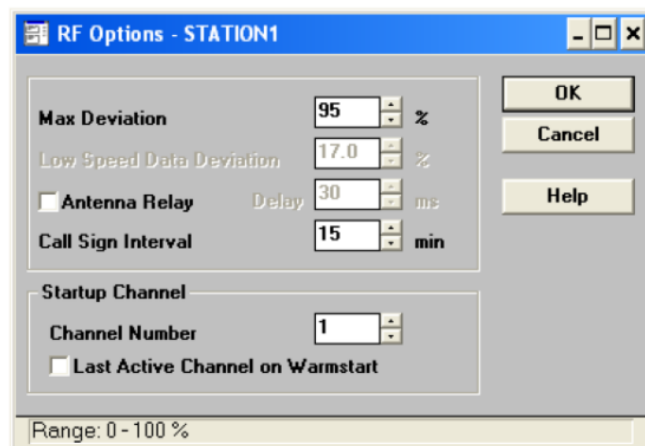 RF Options - STATION1
Max Deviation 95 %
Low Speed Data Deviation 17.0 %
Antenna Relay Delay 30 ms
Call Sign Interval 15 min
OK
Cancel
Help
Startup Channel
Channel Number 1
Last Active Channel on Warmstart
Range: 0 - 100 %